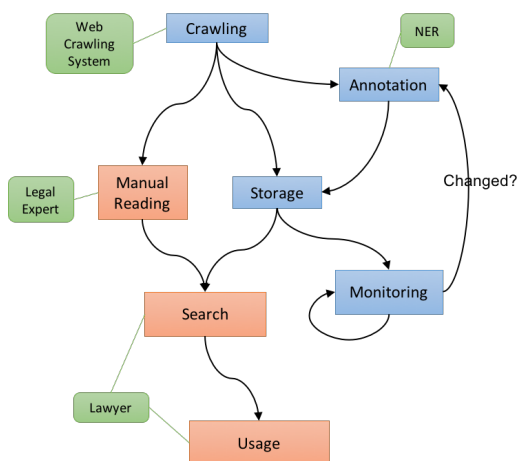 Web
Crawling
System
Crawling
NER
Annotation
Manual
Reading
Legal
Expert
Storage
Changed?
Monitoring
Search
Lawyer
Usage